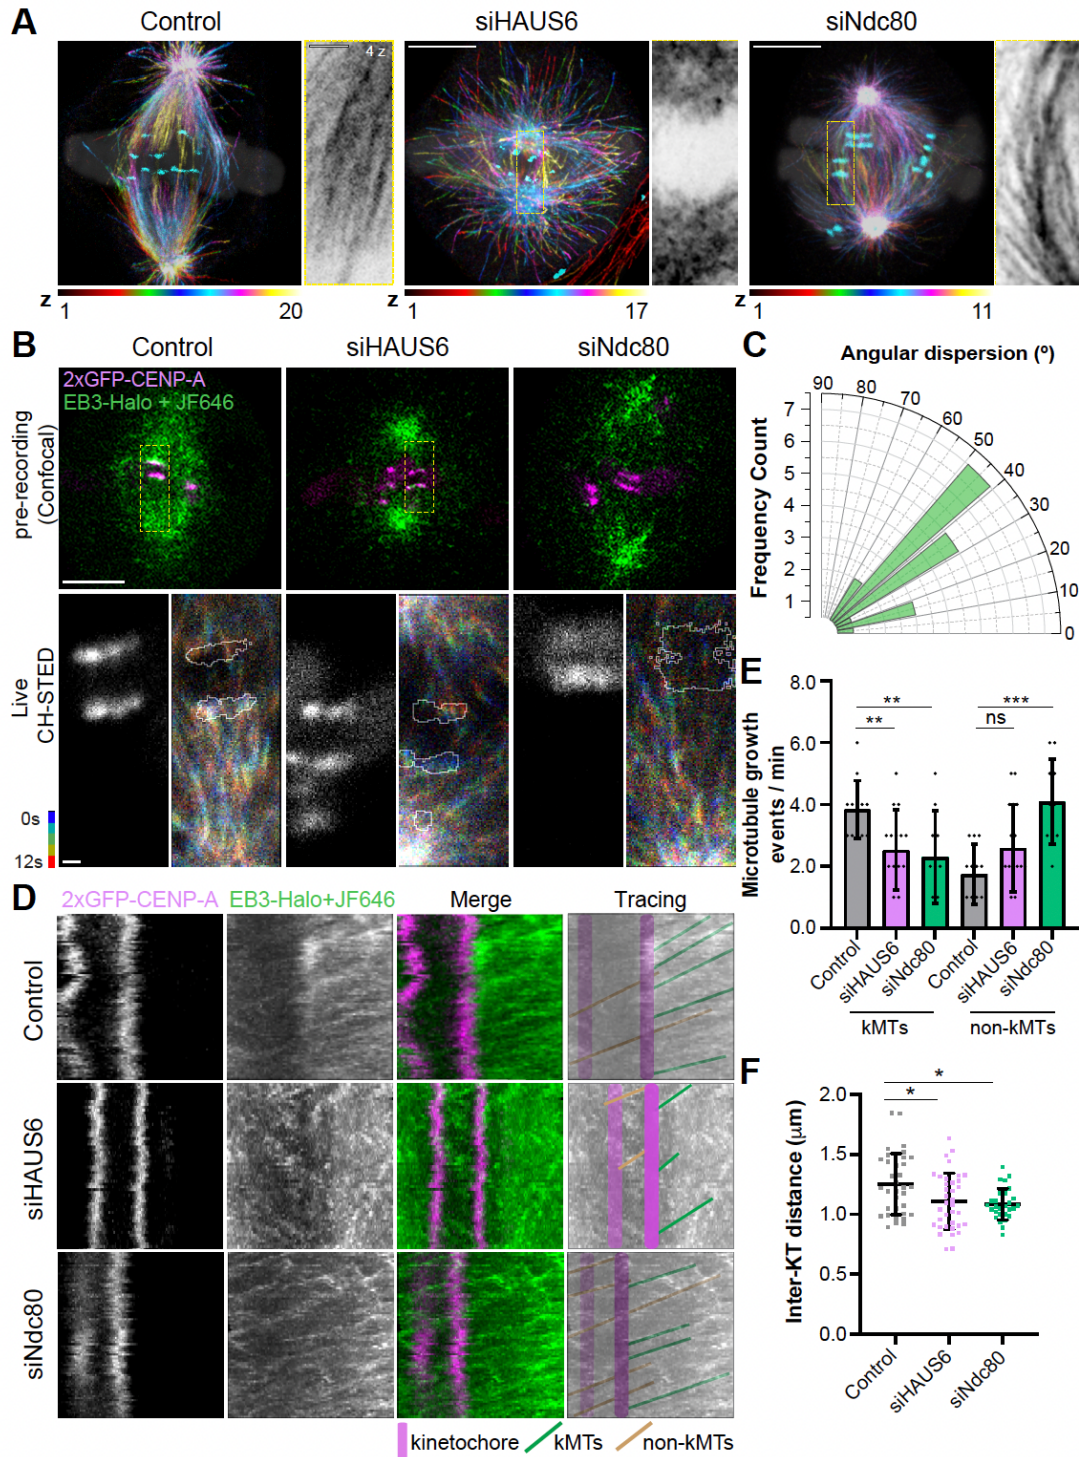 A
Control
siHAUS6
siNdc80
4 z
z
1
20
z
1
17
z
1
11
B
Control
siHAUS6
siNdc80
pre-recording
(Confocal)
2xGFP-CENP-A
EB3-Halo + JF646
Live
CH-STED
0s
12s
C
Angular dispersion (º)
Frequency Count
7
6
5
4
3
2
1
90
80
70
60
50
40
30
20
10
0
D
2xGFP-CENP-A
EB3-Halo+JF646
Merge
Tracing
Control
siHAUS6
siNdc80
kinetochore
kMTs
non-kMTs
E
Microtubule growth
events / min
8.0
6.0
4.0
2.0
0.0
**
**
***
ns
Control
siHAUS6
siNdc80
Control
siHAUS6
siNdc80
kMTs
non-kMTs
F
Inter-KT distance (μm)
2.0
1.5
1.0
0.5
0.0
*
*
Control
siHAUS6
siNdc80